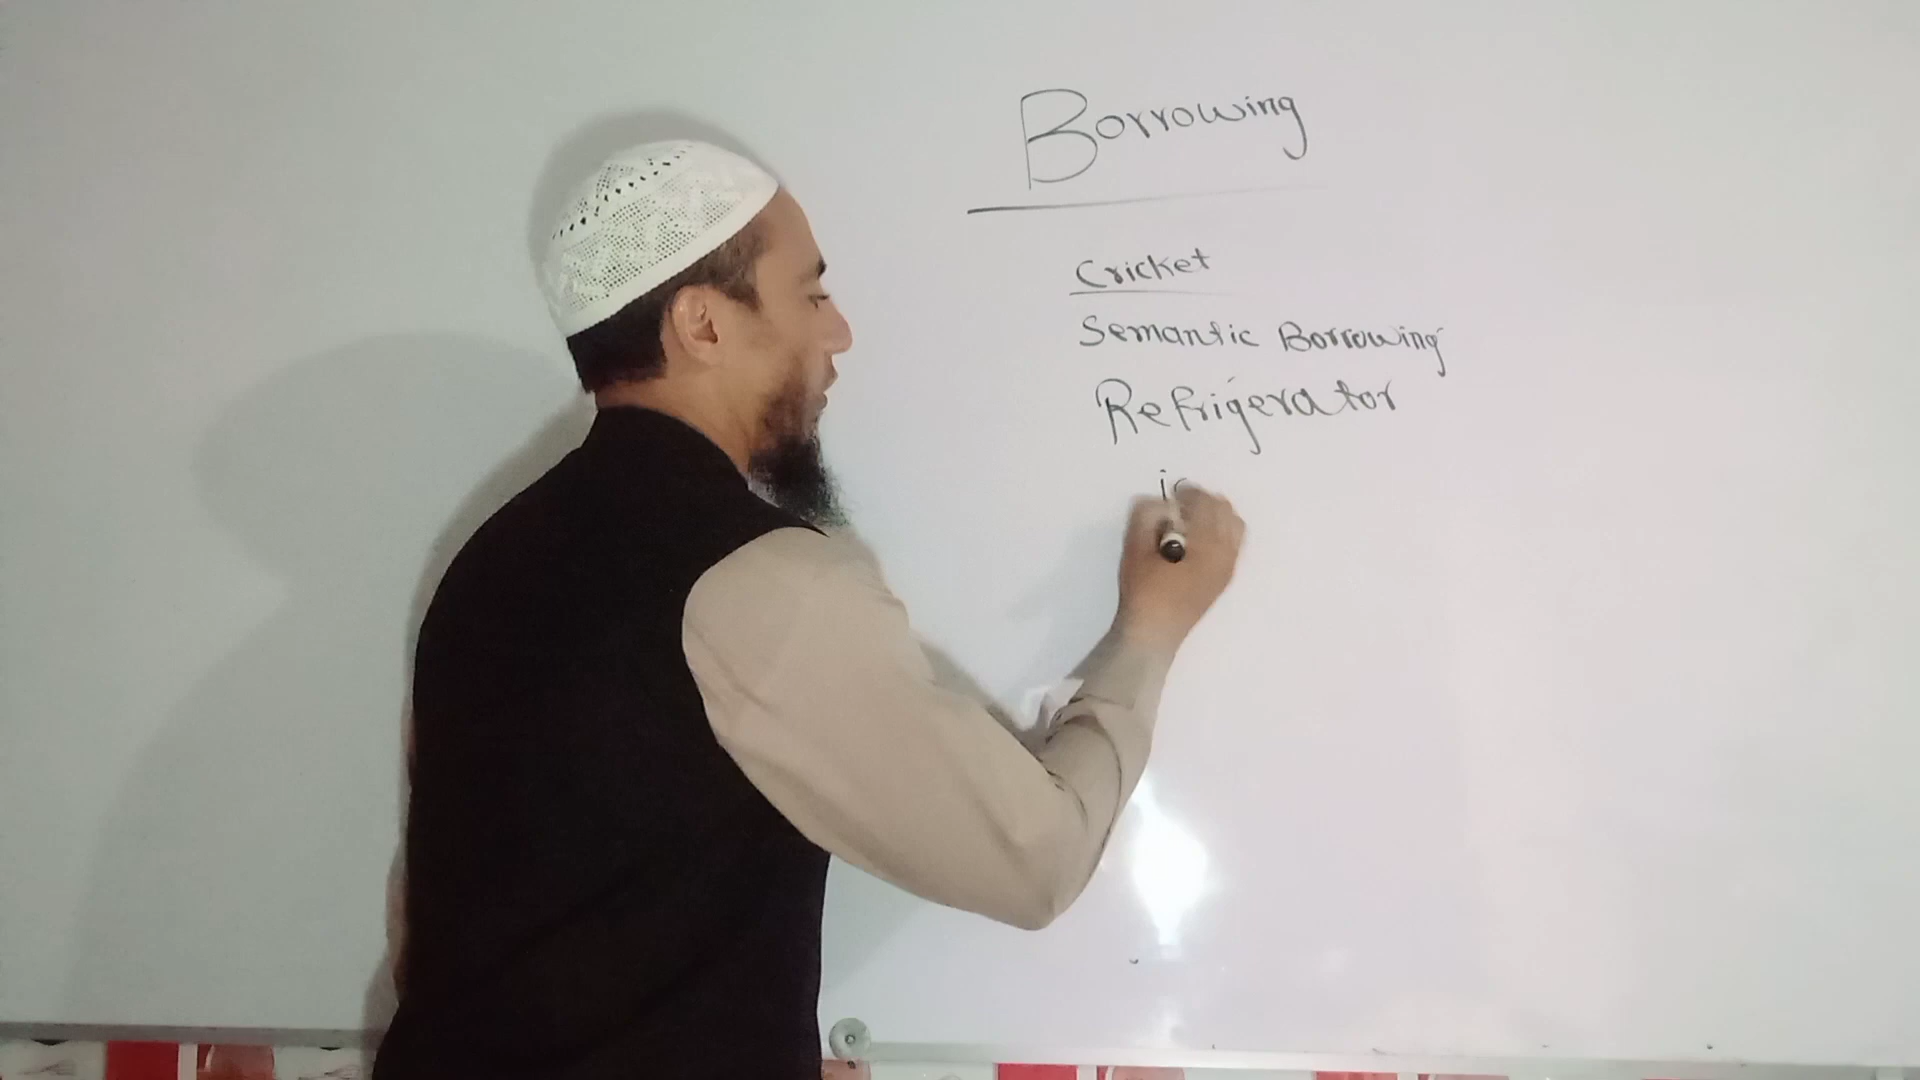 Borrowing
Cricket
Semantic Borrowing
Refrigerator